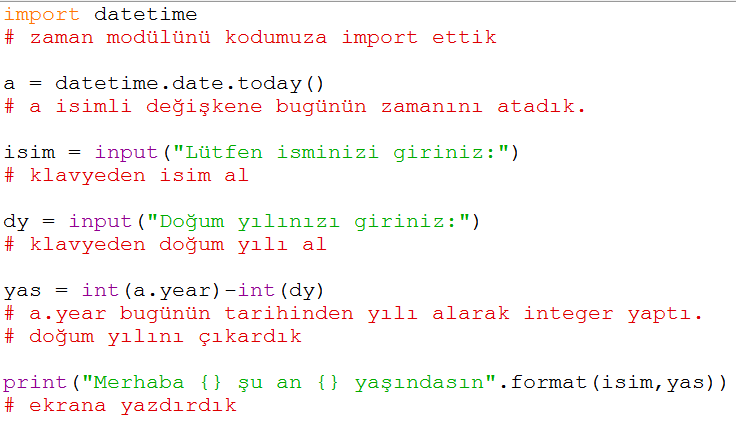 import datetime
# zaman modülünü kodumuza import ettik
a = datetime.date.today()
# a isimli değişkene bugünün zamanını atadık.
isim = input("Lütfen isminizi giriniz:")
# klavyeden isim al
dy = input("Doğum yılınızı giriniz:")
# klavyeden doğum yılı al
yas = int(a.year)-int(dy)
# a.year bugünün tarihinden yılı alarak integer yaptı.
# doğum yılını çıkardık
print("Merhaba {} şu an {} yaşındasın".format(isim,yas))
# ekrana yazdırdık